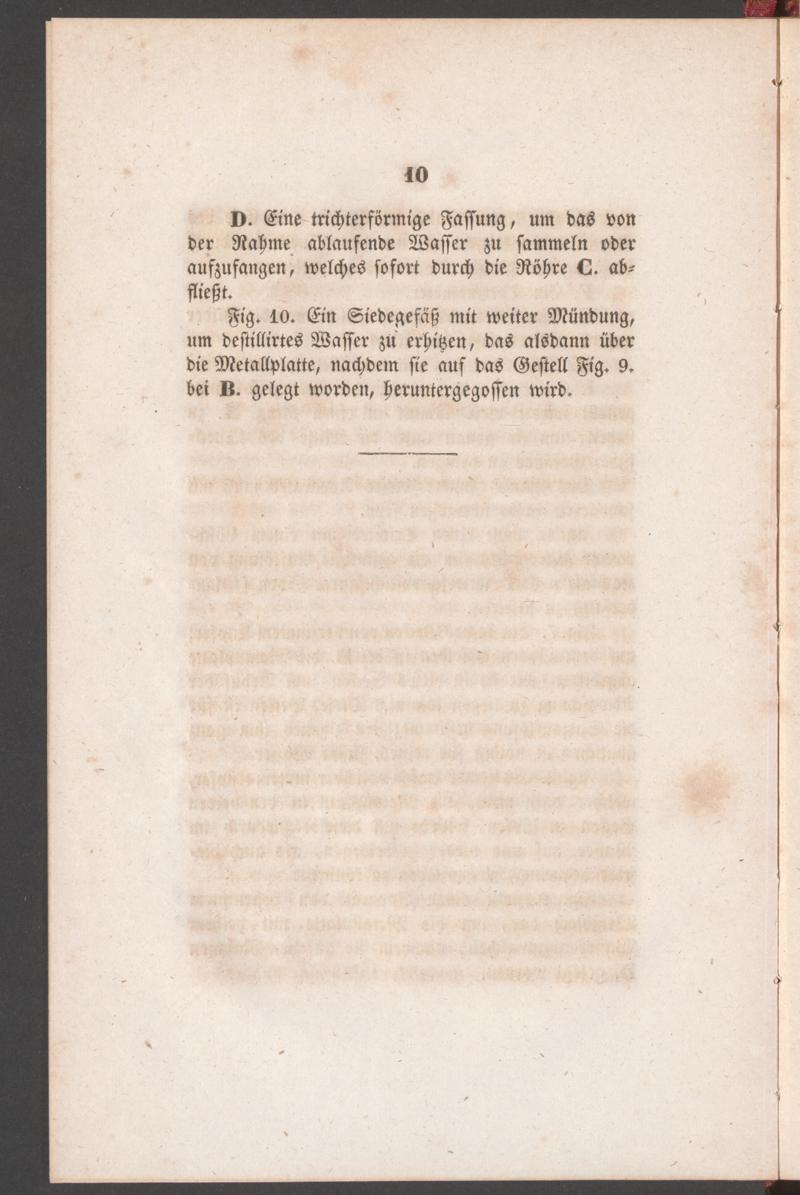 10
D. Eine trichterförmige Fassung, um das von
der Rahme ablaufende Wasser zu sammeln oder
aufzufangen, welches sofort durch die Röhre C. ab-
fließt.
Fig. 10. Ein Siedegefäß mit weiter Mündung,
um destillirtes Wasser zu erhitzen, das alsdann über
die Metallplatte, nachdem sie auf das Gestell Fig. 9.
bei B. gelegt worden, heruntergegossen wird.